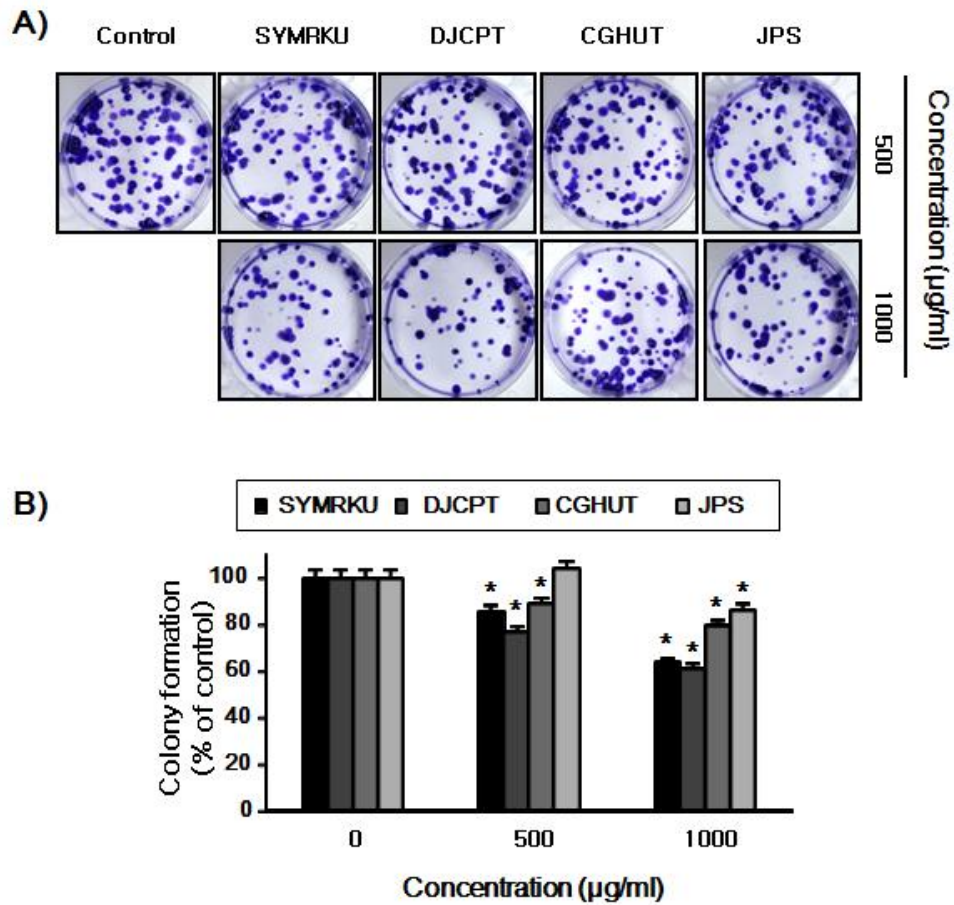 A)
Control SYMRKU DJCPT CGHUT JPS
500
1000
Concentration (µg/ml)
B)
SYMRKU DJCPT CGHUT JPS
Colony formation
(% of control)
100
80
60
40
20
0
* * *
* * * *
0 500 1000
Concentration (µg/ml)